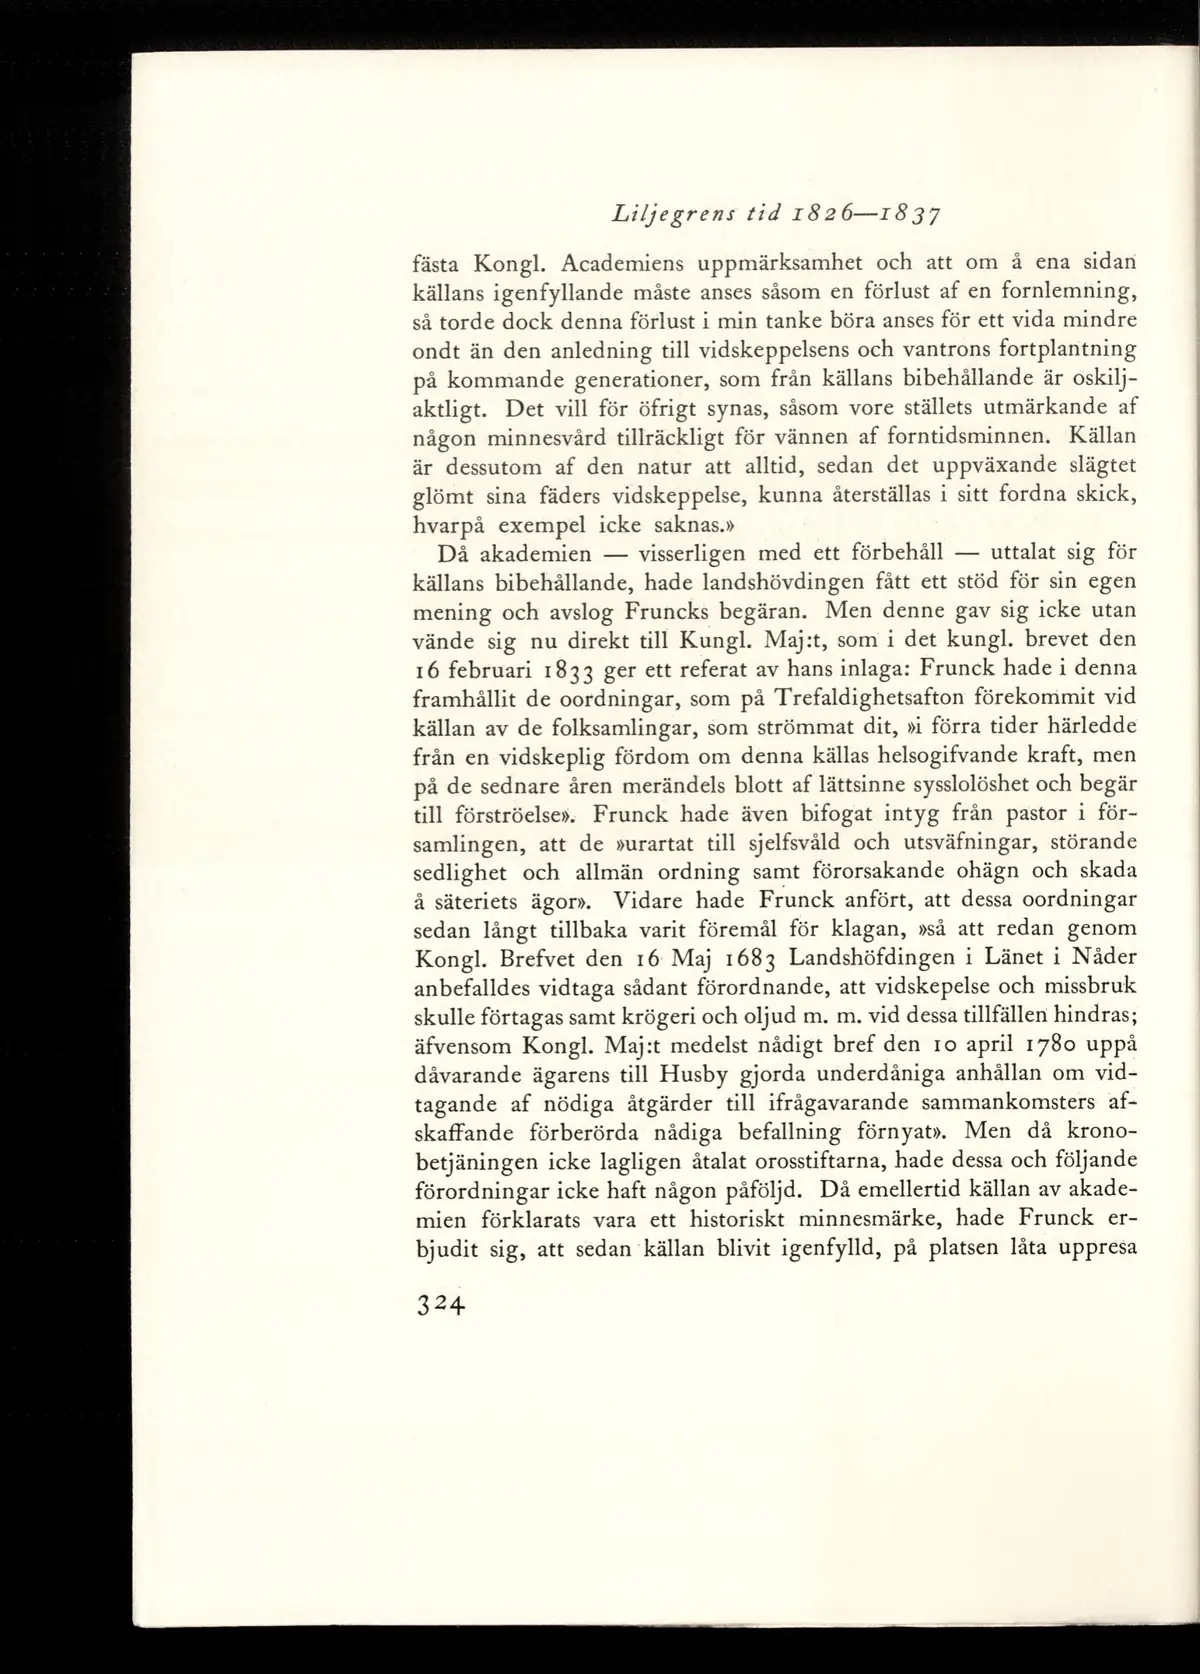 Liljegrens tid 1826—1837
fästa Kongl. Academiens uppmärksamhet och att om å ena sidan
källans igenfyllande måste anses såsom en förlust af en fornlemning,
så torde dock denna förlust i min tanke böra anses för ett vida mindre
ondt än den anledning till vidskeppelsens och vantrons fortplantning
på kommande generationer, som från källans bibehållande är oskilj-
aktligt. Det vill för öfrigt synas, såsom vore ställets utmärkande af
någon minnesvård tillräckligt för vännen af forntidsminnen. Källan
är dessutom af den natur att alltid, sedan det uppväxande slägtet
glömt sina fäders vidskeppelse, kunna återställas i sitt fordna skick,
hvarpå exempel icke saknas.»
Då akademien — visserligen med ett förbehåll — uttalat sig för
källans bibehållande, hade landshövdingen fått ett stöd för sin egen
mening och avslog Fruncks begäran. Men denne gav sig icke utan
vände sig nu direkt till Kungl. Maj:t, som i det kungl. brevet den
16 februari 1833 ger ett referat av hans inlaga: Frunck hade i denna
framhållit de oordningar, som på Trefaldighetsafton förekommit vid
källan av de folksamlingar, som strömmat dit, »i förra tider härledde
från en vidskeplig fördom om denna källas helsogifvande kraft, men
på de sednare åren merändels blott af lättsinne sysslolöshet och begär
till förströelse». Frunck hade även bifogat intyg från pastor i för-
samlingen, att de »urartat till sjelfsvåld och utsväfningar, störande
sedlighet och allmän ordning samt förorsakande ohägn och skada
å säteriets ägor». Vidare hade Frunck anfört, att dessa oordningar
sedan långt tillbaka varit föremål för klagan, »så att redan genom
Kongl. Brefvet den 16 Maj 1683 Landshöfdingen i Länet i Nåder
anbefalldes vidtaga sådant förordnande, att vidskepelse och missbruk
skulle förtagas samt krögeri och oljud m. m. vid dessa tillfällen hindras;
äfvensom Kongl. Maj:t medelst nådigt bref den 10 april 1780 uppå
dåvarande ägarens till Husby gjorda underdåniga anhållan om vid-
tagande af nödiga åtgärder till ifrågavarande sammankomsters af-
skaffande förberörda nådiga befallning förnyat». Men då krono-
betjäningen icke lagligen åtalat orosstiftarna, hade dessa och följande
förordningar icke haft någon påföljd. Då emellertid källan av akade-
mien förklarats vara ett historiskt minnesmärke, hade Frunck er-
bjudit sig, att sedan källan blivit igenfylld, på platsen låta uppresa
324